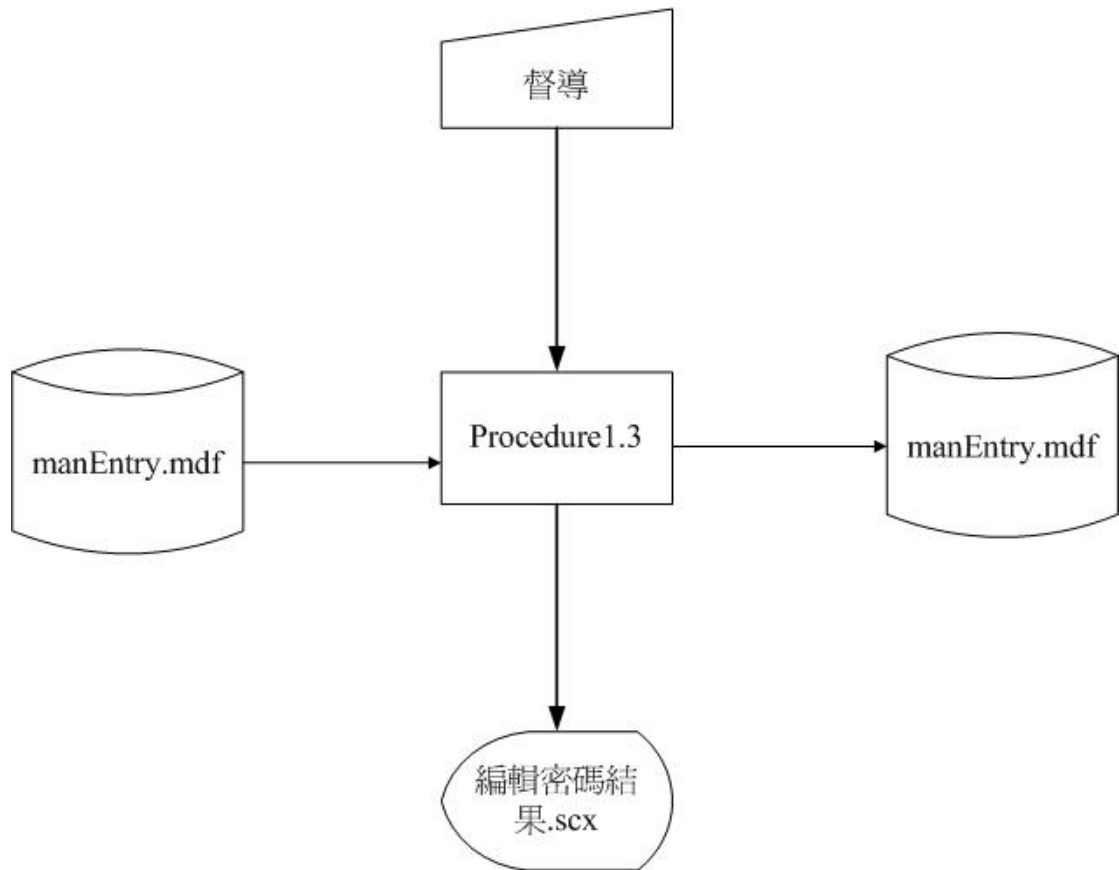 督導
manEntry.mdf
Procedure1.3
manEntry.mdf
編輯密碼結
果.scx